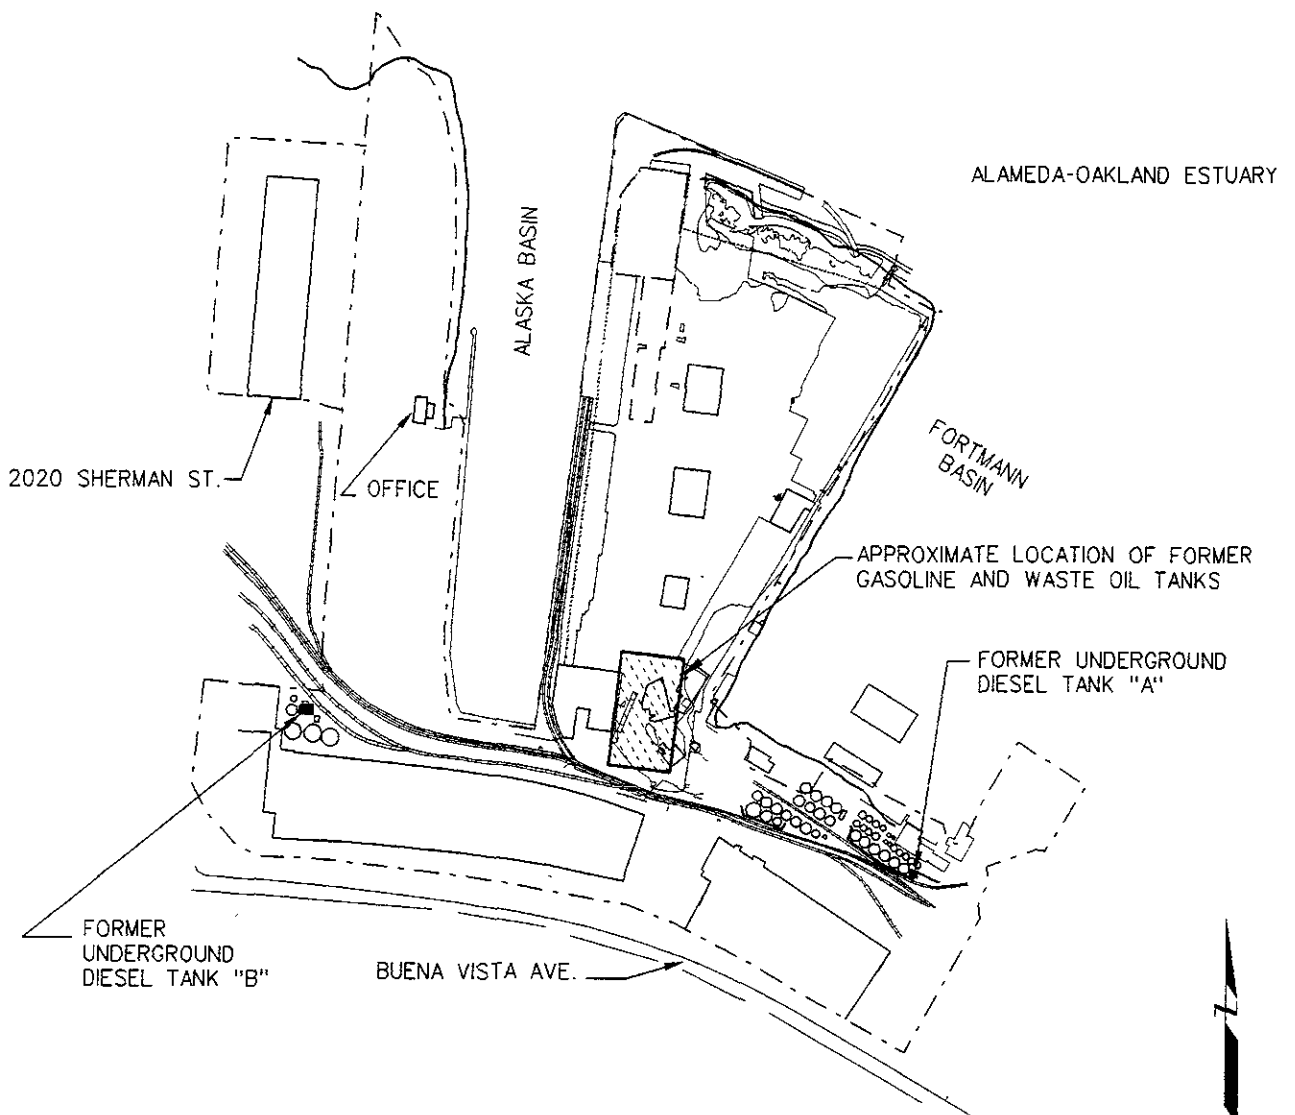 ALAMEDA-OAKLAND ESTUARY
ALASKA BASIN
FORTMANN
BASIN
2020 SHERMAN ST.
OFFICE
APPROXIMATE LOCATION OF FORMER
GASOLINE AND WASTE OIL TANKS
FORMER UNDERGROUND
DIESEL TANK "A"
FORMER
UNDERGROUND
DIESEL TANK "B"
BUENA VISTA AVE.
Z